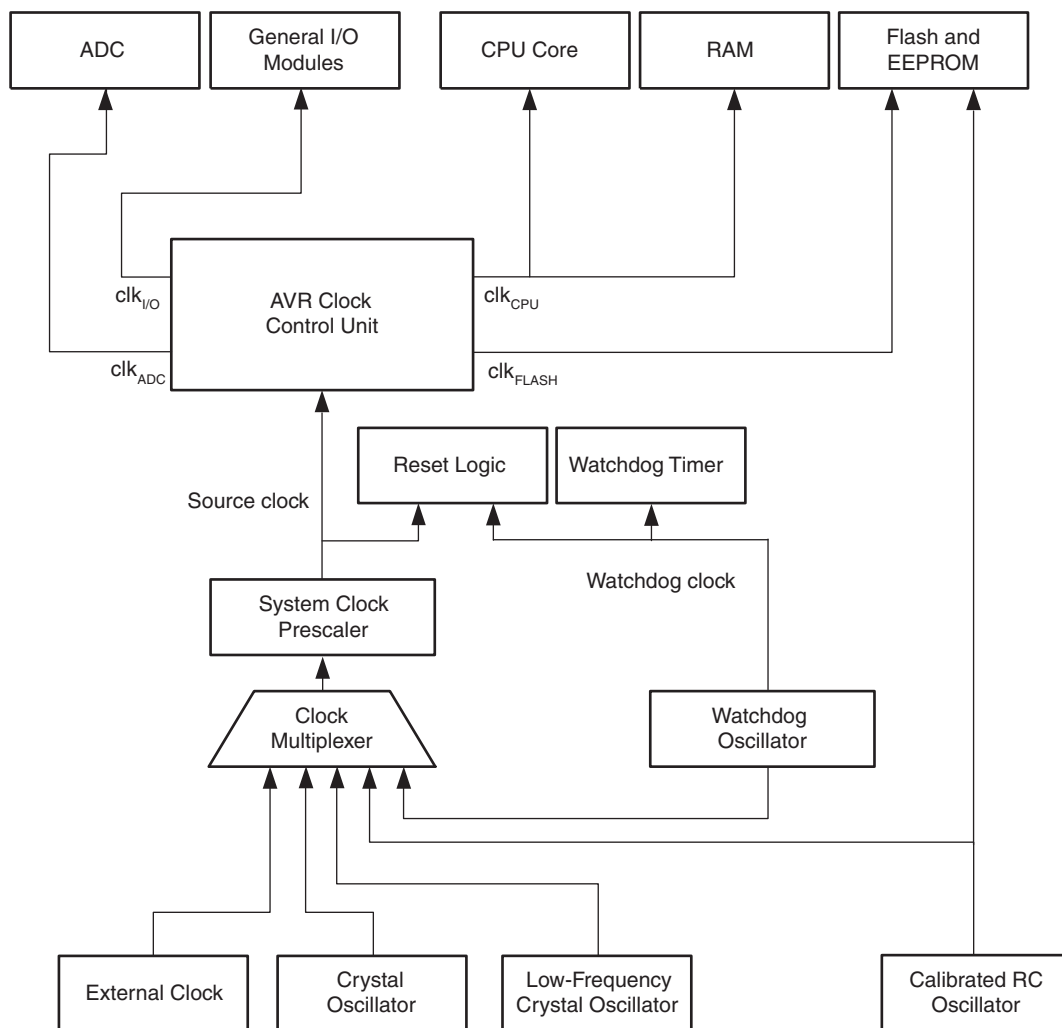 ADC
General I/O
Modules
CPU Core
RAM
Flash and
EEPROM
clkI/O
AVR Clock
Control Unit
clkCPU
clkADC
clkFLASH
Reset Logic
Watchdog Timer
Source clock
Watchdog clock
System Clock
Prescaler
Clock
Multiplexer
Watchdog
Oscillator
External Clock
Crystal
Oscillator
Low-Frequency
Crystal Oscillator
Calibrated RC
Oscillator